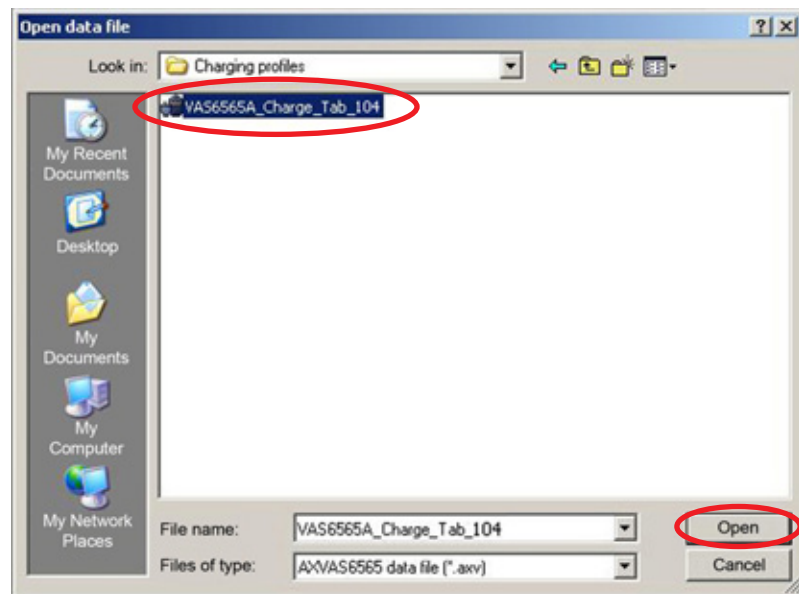 Open data file
Look in: Charging profiles
VAS6565A_Charge_Tab_104
My Recent
Documents
Desktop
My
Documents
My
Computer
My Network
Places
File name: VAS6565A_Charge_Tab_104 Open
Files of type: AXVAS6565 data file (*.axv) Cancel